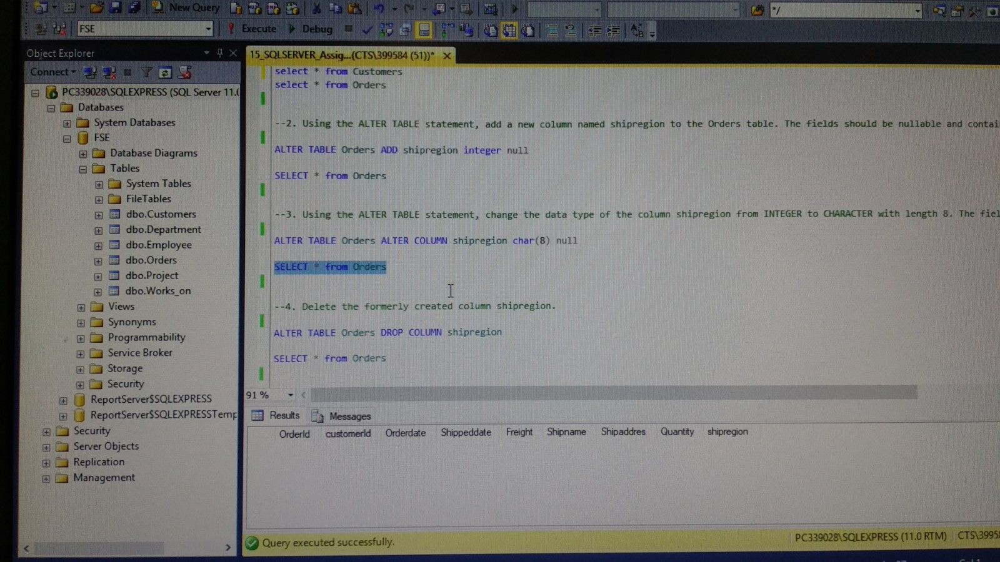 New Query
*/
FSE
Execute
Debug
Object Explorer
15_SQLSERVER_Assig...(CTS\399584 (51))*
Connect
PC339028\SQLEXPRESS (SQL Server 11.0
Databases
System Databases
FSE
Database Diagrams
Tables
System Tables
FileTables
dbo.Customers
dbo.Department
dbo.Employee
dbo.Orders
dbo.Project
dbo.Works_on
Views
Synonyms
Programmability
Service Broker
Storage
Security
ReportServer$SQLEXPRESS
ReportServer$SQLEXPRESSTemp
Security
Server Objects
Replication
Management
select * from Customers
select * from Orders
--2. Using the ALTER TABLE statement, add a new column named shipregion to the Orders table. The fields should be nullable and contai
ALTER TABLE Orders ADD shipregion integer null
SELECT * from Orders
--3. Using the ALTER TABLE statement, change the data type of the column shipregion from INTEGER to CHARACTER with length 8. The fiel
ALTER TABLE Orders ALTER COLUMN shipregion char(8) null
SELECT * from Orders
--4. Delete the formerly created column shipregion.
ALTER TABLE Orders DROP COLUMN shipregion
SELECT * from Orders
91 %
Results Messages
OrderId customerId Orderdate Shippeddate Freight Shipname Shipaddres Quantity shipregion
Query executed successfully.
PC339028\SQLEXPRESS (11.0 RTM) CTS\3995